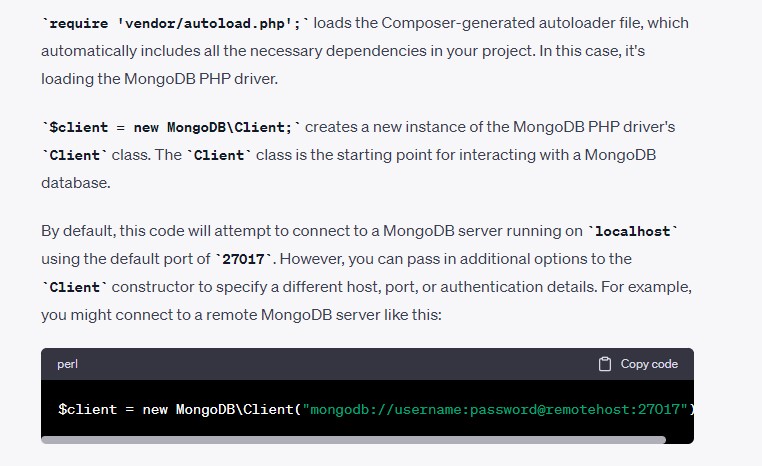 `require 'vendor/autoload.php';` loads the Composer-generated autoloader file, which
automatically includes all the necessary dependencies in your project. In this case, it's
loading the MongoDB PHP driver.
`$client = new MongoDB\Client;` creates a new instance of the MongoDB PHP driver's
`Client` class. The `Client` class is the starting point for interacting with a MongoDB
database.
By default, this code will attempt to connect to a MongoDB server running on `localhost`
using the default port of `27017`. However, you can pass in additional options to the
`Client` constructor to specify a different host, port, or authentication details. For example,
you might connect to a remote MongoDB server like this:
perl Copy code
$client = new MongoDB\Client("mongodb://username:password@remotehost:27017")